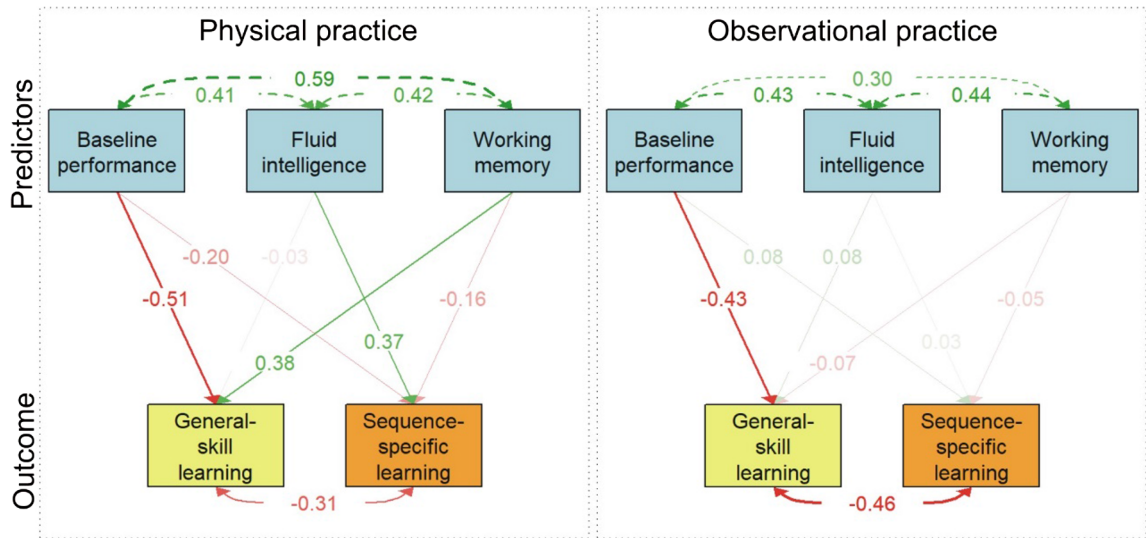 Physical practice
Observational practice
Predictors
Outcome
0.59
0.41
0.42
Baseline
performance
Fluid
intelligence
Working
memory
-0.20
-0.03
-0.51
-0.16
0.37
0.38
General-
skill
learning
Sequence-
specific
learning
-0.31
0.30
0.43
0.44
Baseline
performance
Fluid
intelligence
Working
memory
0.08
0.08
-0.43
-0.05
0.03
-0.07
General-
skill
learning
Sequence-
specific
learning
-0.46